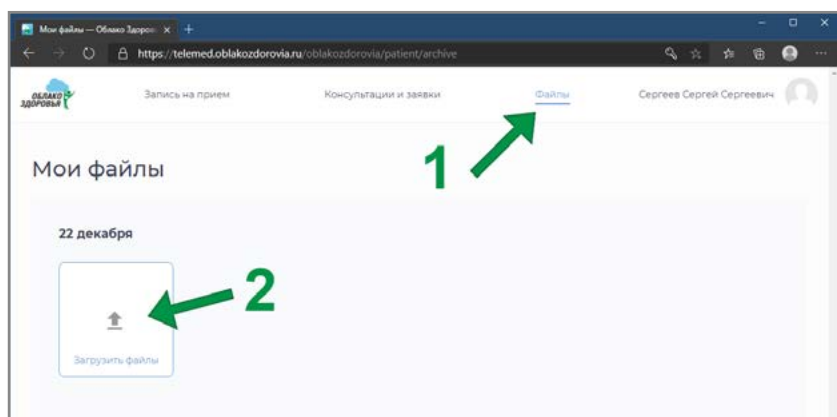 Мои файлы — Облако Здоров
https://telemed.oblakozdorovia.ru/oblakozdorovia/patient/archive
ОБЛАКО
ЗДОРОВЬЯ
Запись на прием
Консультации и заявки
Файлы
Сергеев Сергей Сергеевич
1
Мои файлы
22 декабря
2
Загрузить файлы